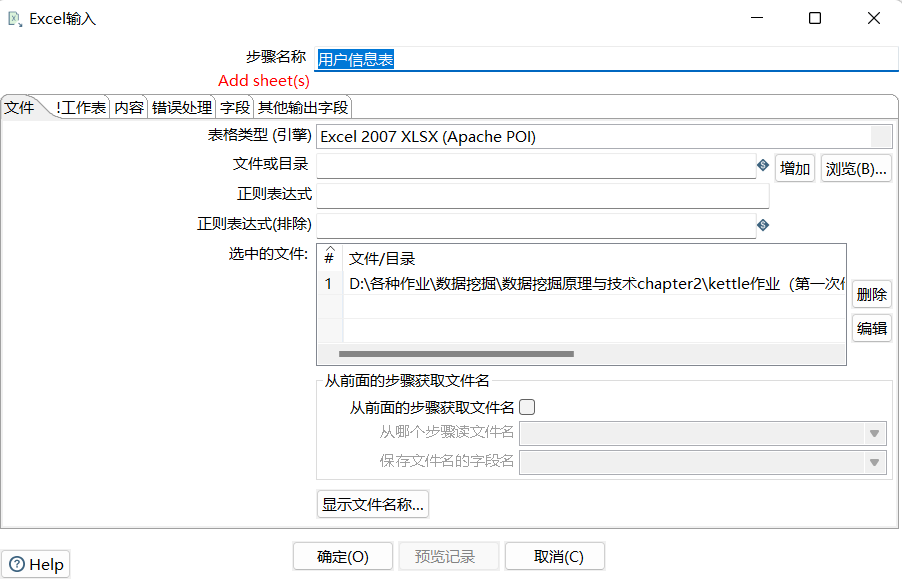 Excel输入
步骤名称 用户信息表
Add sheet(s)
文件 !工作表 内容 错误处理 字段 其他输出字段
表格类型 (引擎) Excel 2007 XLSX (Apache POI)
文件或目录 增加 浏览(B)...
正则表达式
正则表达式(排除)
选中的文件:
# 文件/目录
1 D:\各种作业\数据挖掘\数据挖掘原理与技术chapter2\kettle作业（第一次
删除
编辑
从前面的步骤获取文件名
从前面的步骤获取文件名
从哪个步骤读文件名
保存文件名的字段名
显示文件名称...
确定(O) 预览记录 取消(C)
Help